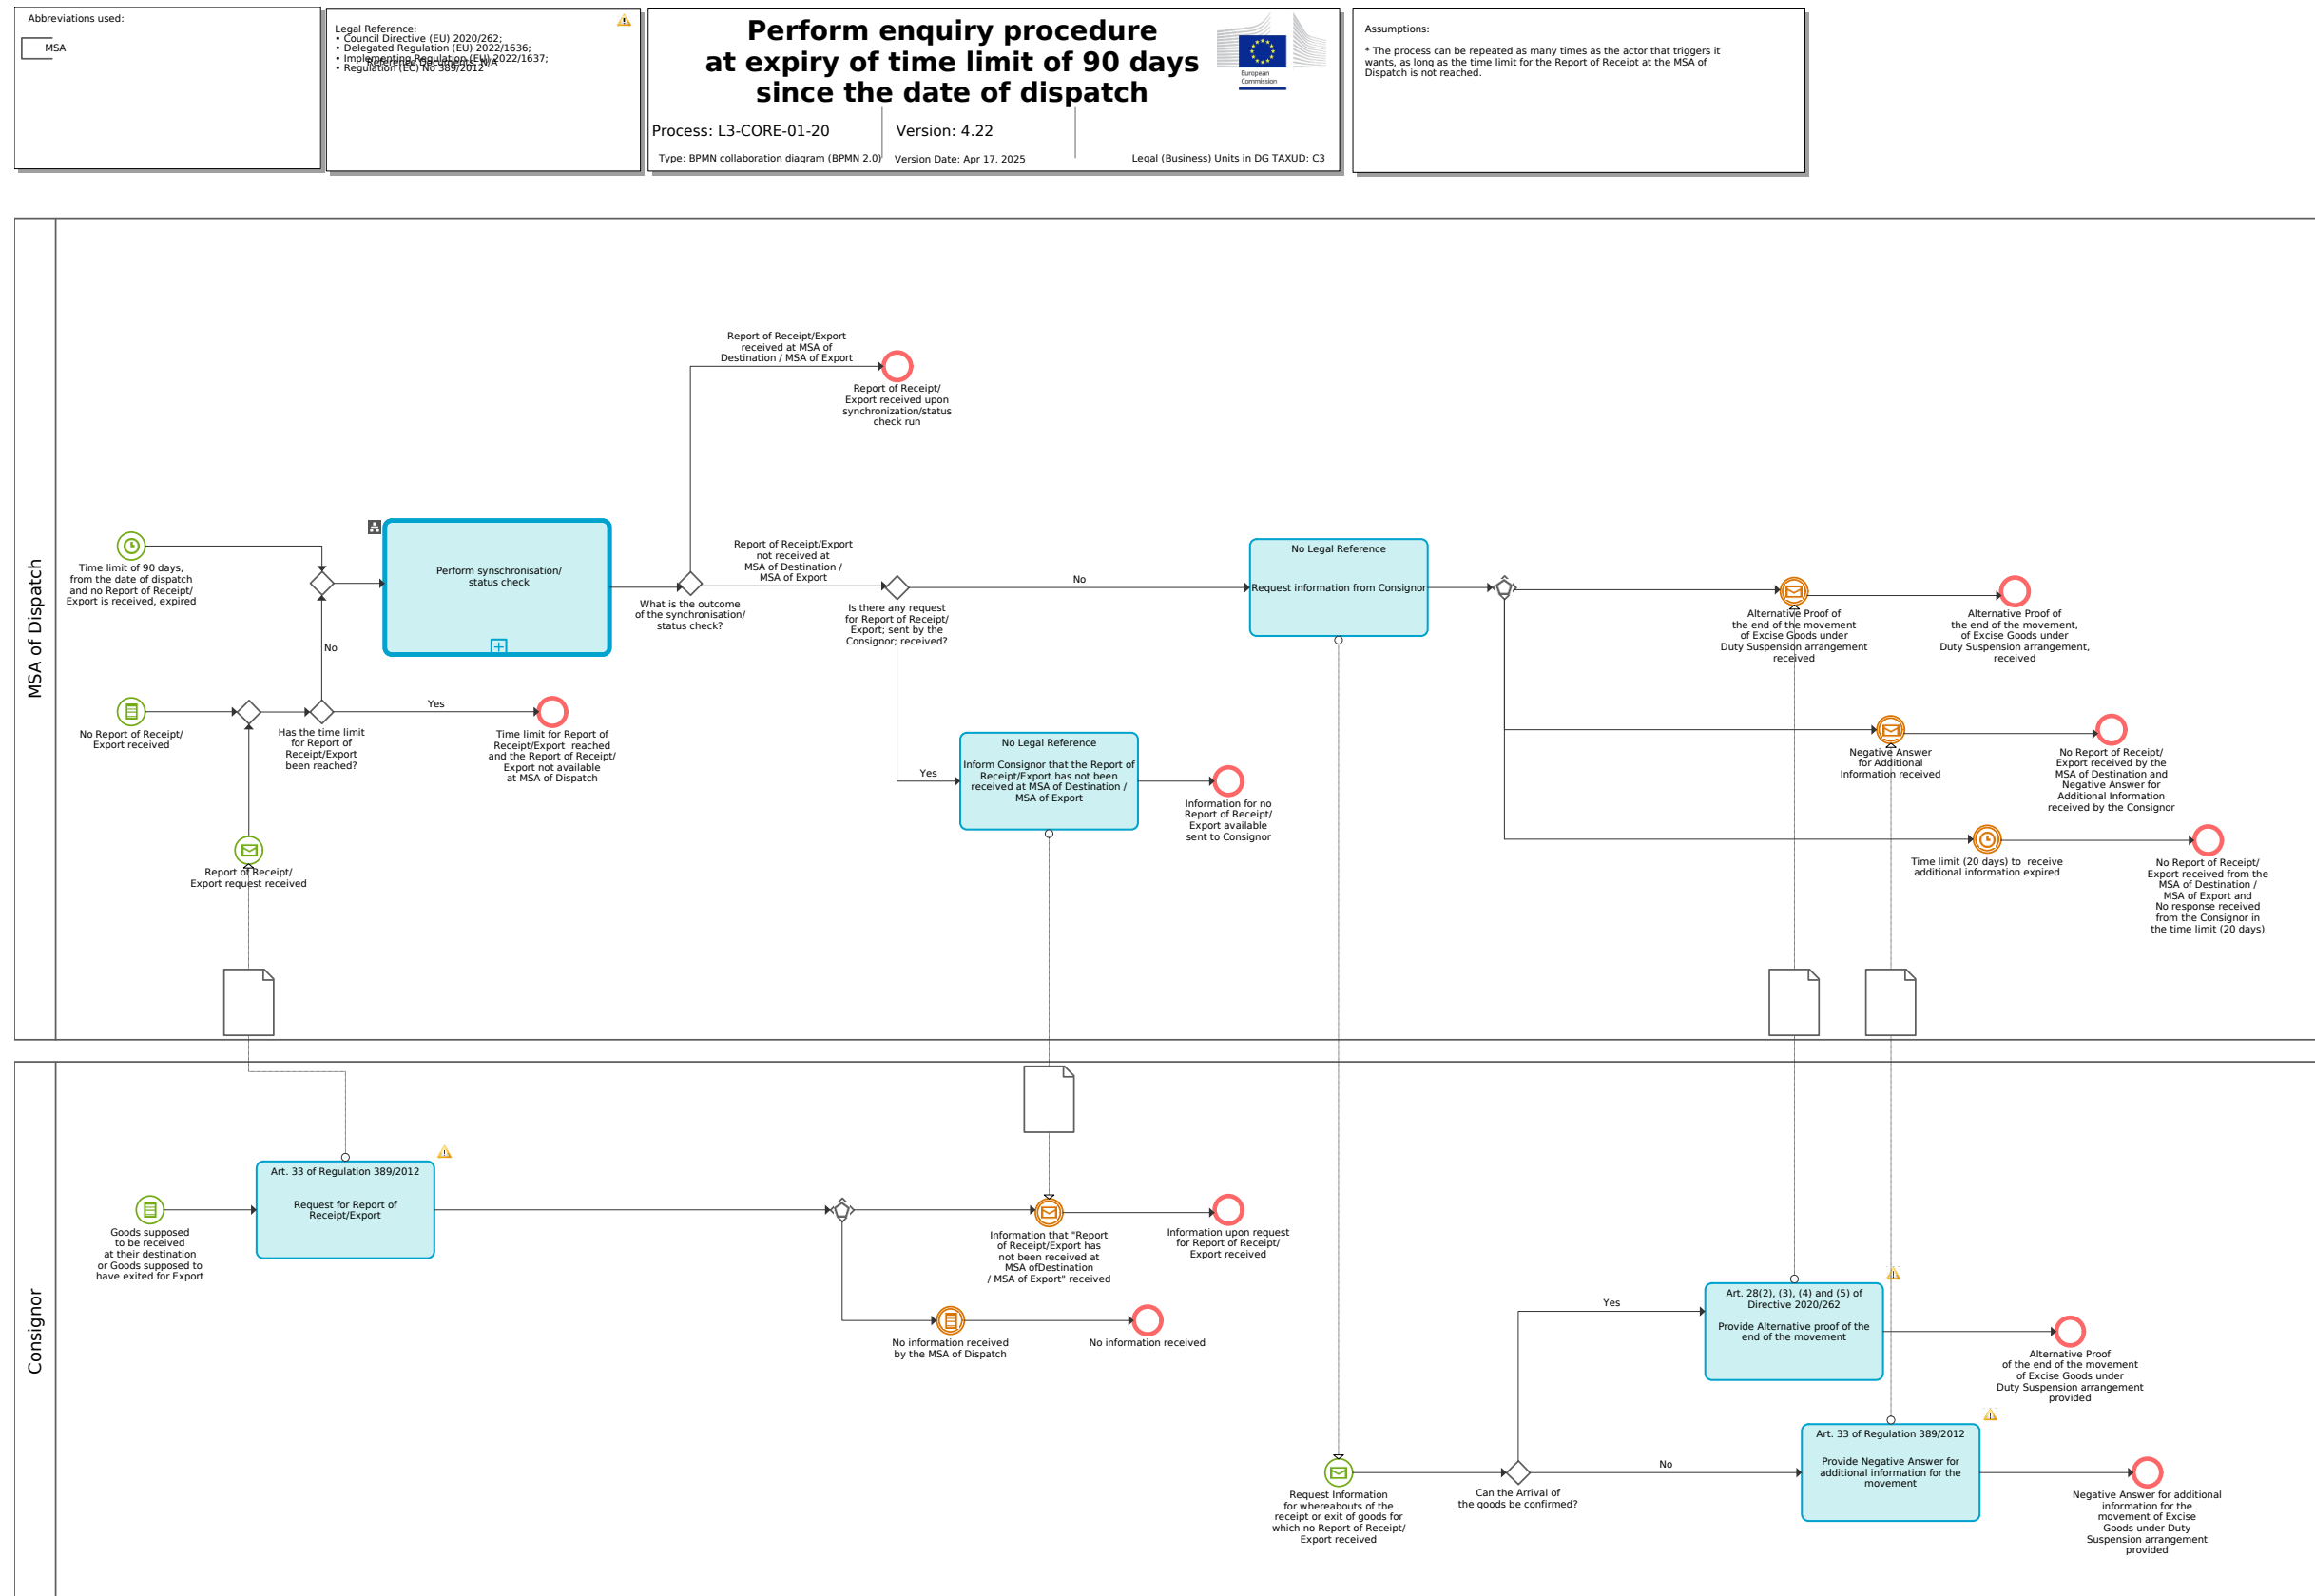 Abbreviations used:
MSA
Legal Reference:
• Council Directive (EU) 2020/262;
• Delegated Regulation (EU) 2022/1636;
• Implementing Regulation (EU) 2022/1637;
Reference Documents: N/A
• Regulation (EC) No 389/2012
Perform enquiry procedure
at expiry of time limit of 90 days
since the date of dispatch
European
Commission
Process: L3-CORE-01-20
Version: 4.22
Type: BPMN collaboration diagram (BPMN 2.0)
Version Date: Apr 17, 2025
Legal (Business) Units in DG TAXUD: C3
Assumptions:
* The process can be repeated as many times as the actor that triggers it
wants, as long as the time limit for the Report of Receipt at the MSA of
Dispatch is not reached.
MSA of Dispatch
Report of Receipt/Export
received at MSA of
Destination / MSA of Export
Report of Receipt/
Export received upon
synchronization/status
check run
Time limit of 90 days,
from the date of dispatch
and no Report of Receipt/
Export is received, expired
Perform synschronisation/
status check
What is the outcome
of the synchronisation/
status check?
Report of Receipt/Export
not received at
MSA of Destination /
MSA of Export
Is there any request
for Report of Receipt/
Export; sent by the
Consignor; received?
No
No Legal Reference
Request information from Consignor
Alternative Proof of
the end of the movement
of Excise Goods under
Duty Suspension arrangement
received
Alternative Proof of
the end of the movement,
of Excise Goods under
Duty Suspension arrangement,
received
No
No Report of Receipt/
Export received
Has the time limit
for Report of
Receipt/Export
been reached?
Yes
Time limit for Report of
Receipt/Export  reached
and the Report of Receipt/
Export not available
at MSA of Dispatch
Yes
No Legal Reference
Inform Consignor that the Report of
Receipt/Export has not been
received at MSA of Destination /
MSA of Export
Information for no
Report of Receipt/
Export available
sent to Consignor
Negative Answer
for Additional
Information received
No Report of Receipt/
Export received by the
MSA of Destination and
Negative Answer for
Additional Information
received by the Consignor
Report of Receipt/
Export request received
Time limit (20 days) to  receive
additional information expired
No Report of Receipt/
Export received from the
MSA of Destination /
MSA of Export and
No response received
from the Consignor in
the time limit (20 days)
Consignor
Goods supposed
to be received
at their destination
or Goods supposed to
have exited for Export
Art. 33 of Regulation 389/2012
Request for Report of
Receipt/Export
Information that "Report
of Receipt/Export has
not been received at
MSA ofDestination
/ MSA of Export" received
Information upon request
for Report of Receipt/
Export received
No information received
by the MSA of Dispatch
No information received
Request Information
for whereabouts of the
receipt or exit of goods for
which no Report of Receipt/
Export received
Can the Arrival of
the goods be confirmed?
Yes
Art. 28(2), (3), (4) and (5) of
Directive 2020/262
Provide Alternative proof of the
end of the movement
Alternative Proof
of the end of the movement
of Excise Goods under
Duty Suspension arrangement
provided
No
Art. 33 of Regulation 389/2012
Provide Negative Answer for
additional information for the
movement
Negative Answer for additional
information for the
movement of Excise
Goods under Duty
Suspension arrangement
provided